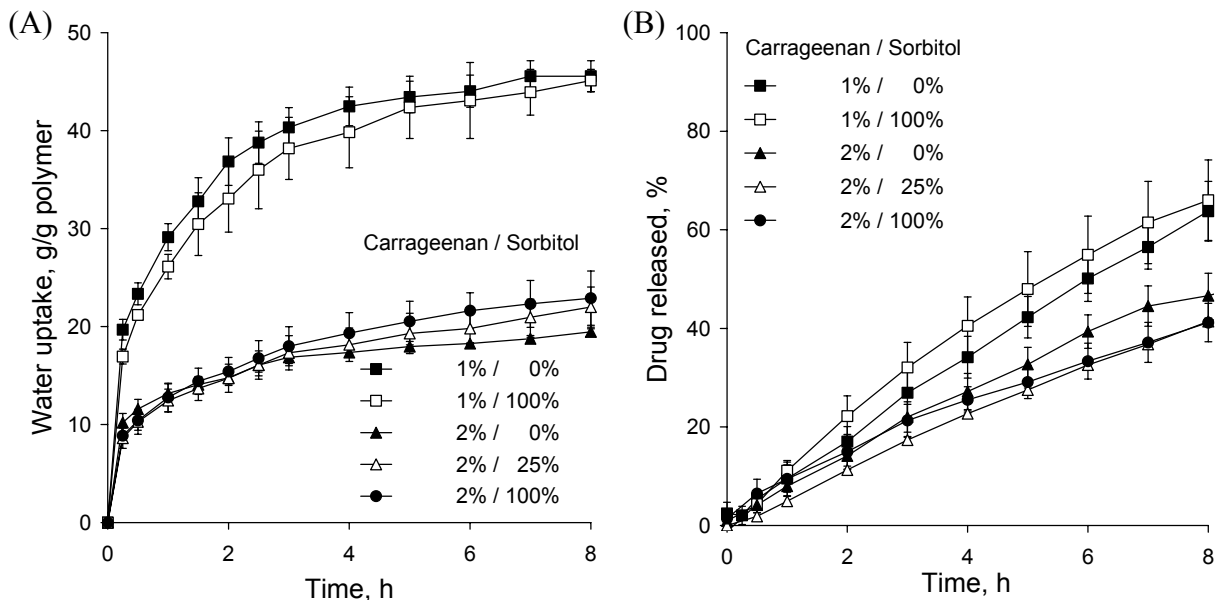 (A)
50
40
30
20
10
0
Water uptake, g/g polymer
Carrageenan / Sorbitol
1% / 0%
1% / 100%
2% / 0%
2% / 25%
2% / 100%
0 2 4 6 8
Time, h
(B)
100
80
60
40
20
0
Drug released, %
Carrageenan / Sorbitol
1% / 0%
1% / 100%
2% / 0%
2% / 25%
2% / 100%
0 2 4 6 8
Time, h